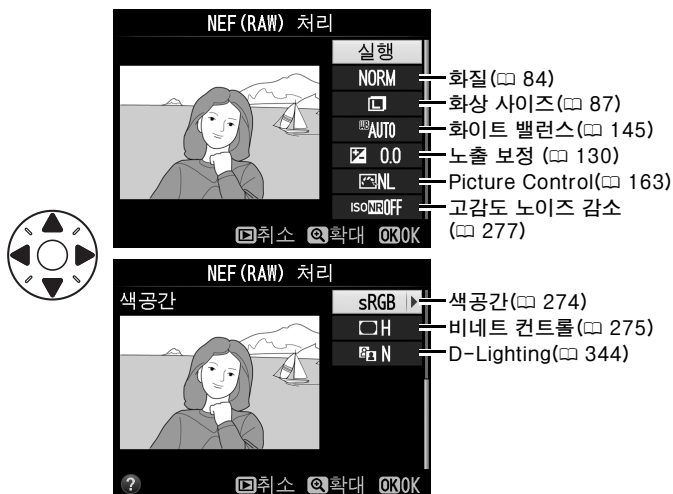 NEF(RAW) 처리
실행
NORM
L
WB AUTO
0.0
NL
ISO NR OFF
취소 확대 OK OK
화질(84)
화상 사이즈(87)
화이트 밸런스(145)
노출 보정 (130)
Picture Control(163)
고감도 노이즈 감소
(277)
NEF(RAW) 처리
색공간
sRGB
H
N
? 취소 확대 OK OK
색공간(274)
비네트 컨트롤(275)
D-Lighting(344)